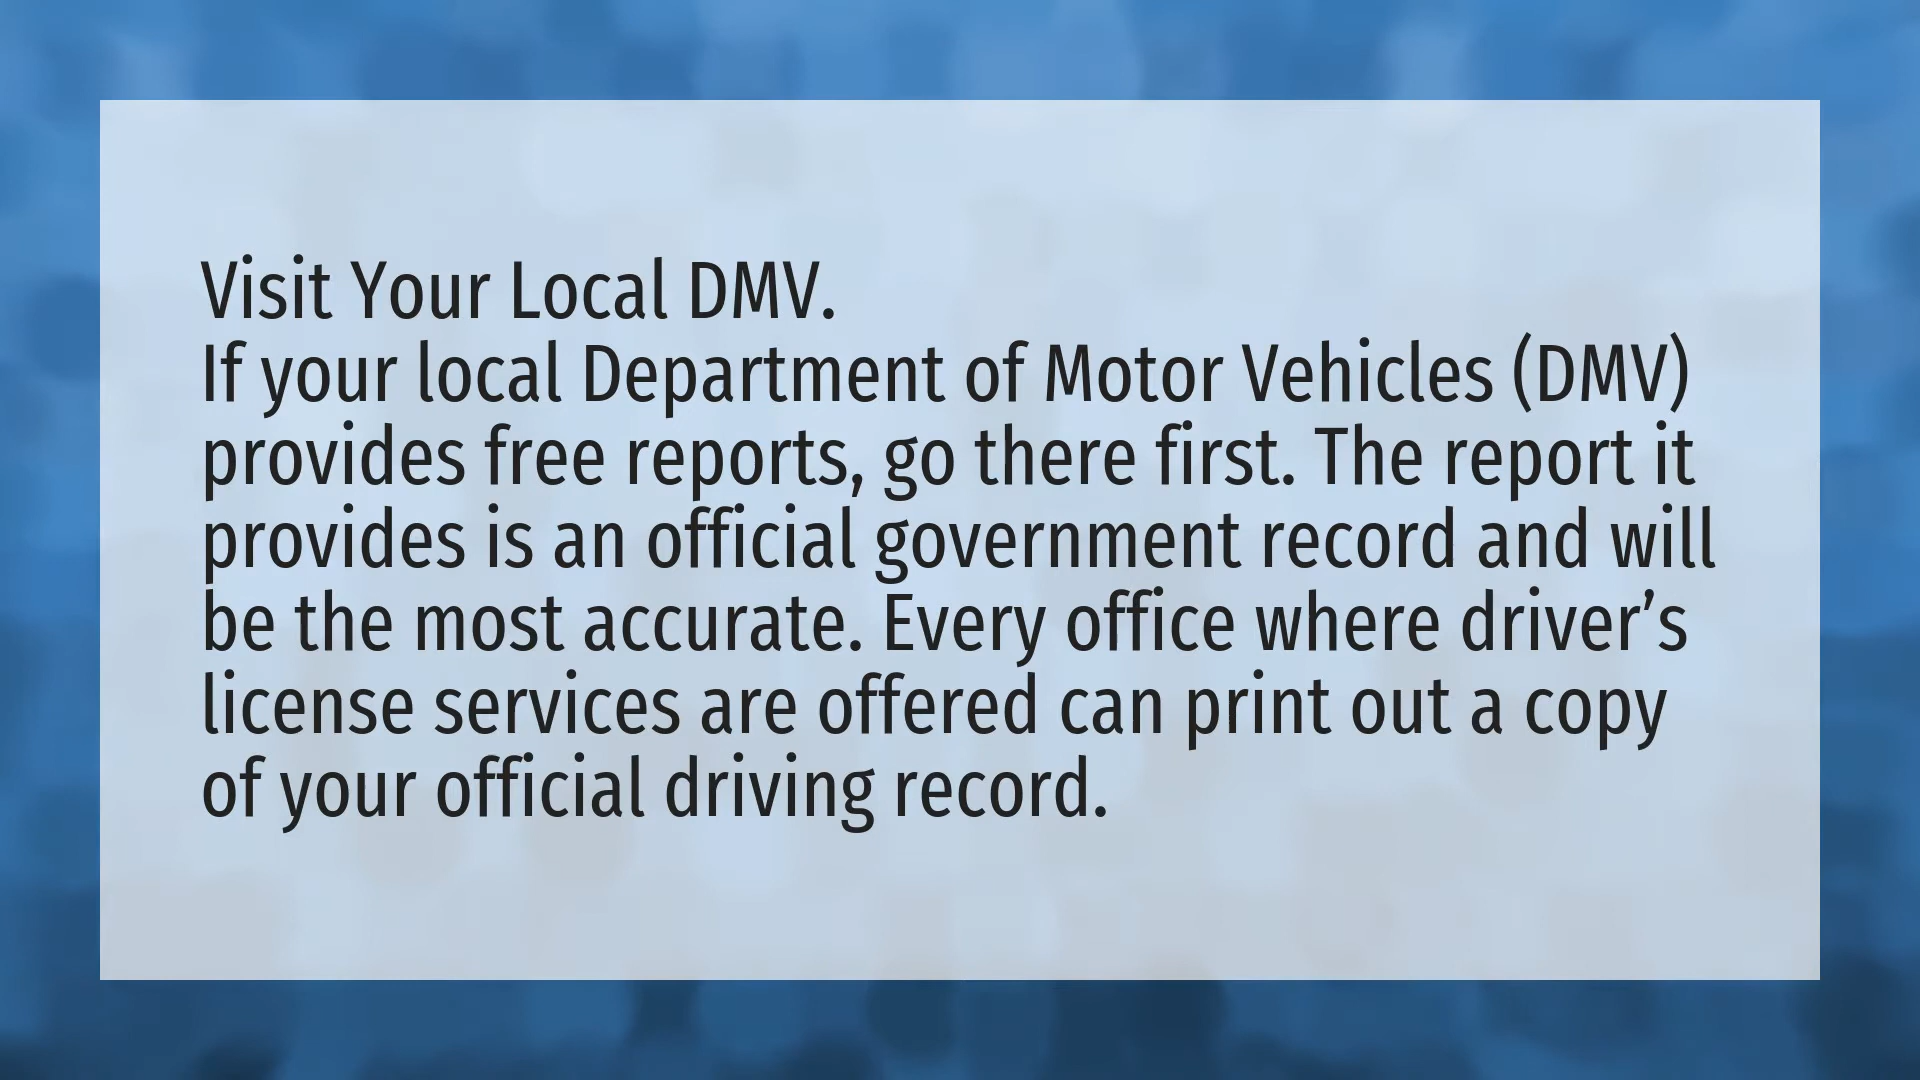 Visit Your Local DMV.
If your local Department of Motor Vehicles (DMV)
provides free reports, go there first. The report it
provides is an official government record and will
be the most accurate. Every office where driver’s
license services are offered can print out a copy
of your official driving record.